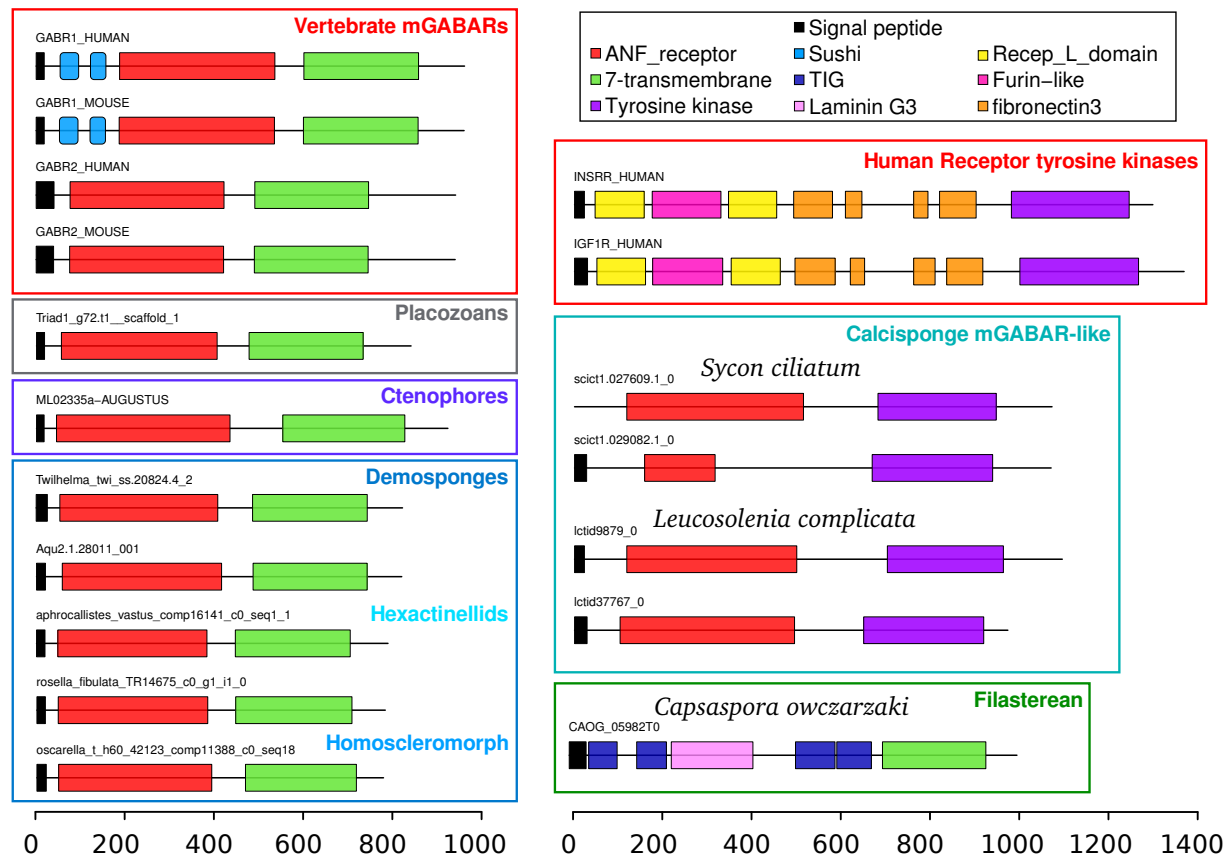 Vertebrate mGABARs
GABR1_HUMAN
GABR1_MOUSE
GABR2_HUMAN
GABR2_MOUSE
Placozoans
Triad1_g72.t1__scaffold_1
Ctenophores
ML02335a−AUGUSTUS
Demosponges
Twilhelma_twi_ss.20824.4_2
Aqu2.1.28011_001
Hexactinellids
aphrocallistes_vastus_comp16141_c0_seq1_1
rosella_fibulata_TR14675_c0_g1_i1_0
Homoscleromorph
oscarella_t_h60_42123_comp11388_c0_seq18
0 200 400 600 800 1000
Signal peptide
ANF_receptor Sushi Recep_L_domain
7-transmembrane TIG Furin−like
Tyrosine kinase Laminin G3 fibronectin3
Human Receptor tyrosine kinases
INSRR_HUMAN
IGF1R_HUMAN
Calcisponge mGABAR-like
Sycon ciliatum
scict1.027609.1_0
scict1.029082.1_0
Leucosolenia complicata
lctid9879_0
lctid37767_0
Filasterean
Capsaspora owczarzaki
CAOG_05982T0
0 200 400 600 800 1000 1200 1400